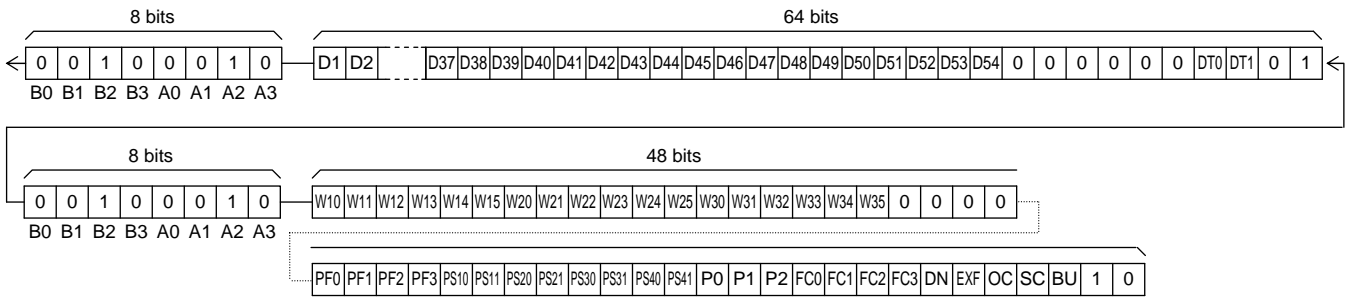 8 bits 64 bits
0 0 1 0 0 0 1 0 D1 D2 D37 D38 D39 D40 D41 D42 D43 D44 D45 D46 D47 D48 D49 D50 D51 D52 D53 D54 0 0 0 0 0 0 DT0 DT1 0 1
B0 B1 B2 B3 A0 A1 A2 A3
8 bits 48 bits
0 0 1 0 0 0 1 0 W10 W11 W12 W13 W14 W15 W20 W21 W22 W23 W24 W25 W30 W31 W32 W33 W34 W35 0 0 0 0
B0 B1 B2 B3 A0 A1 A2 A3
PF0 PF1 PF2 PF3 PS10 PS11 PS20 PS21 PS30 PS31 PS40 PS41 P0 P1 P2 FC0 FC1 FC2 FC3 DN EXF OC SC BU 1 0